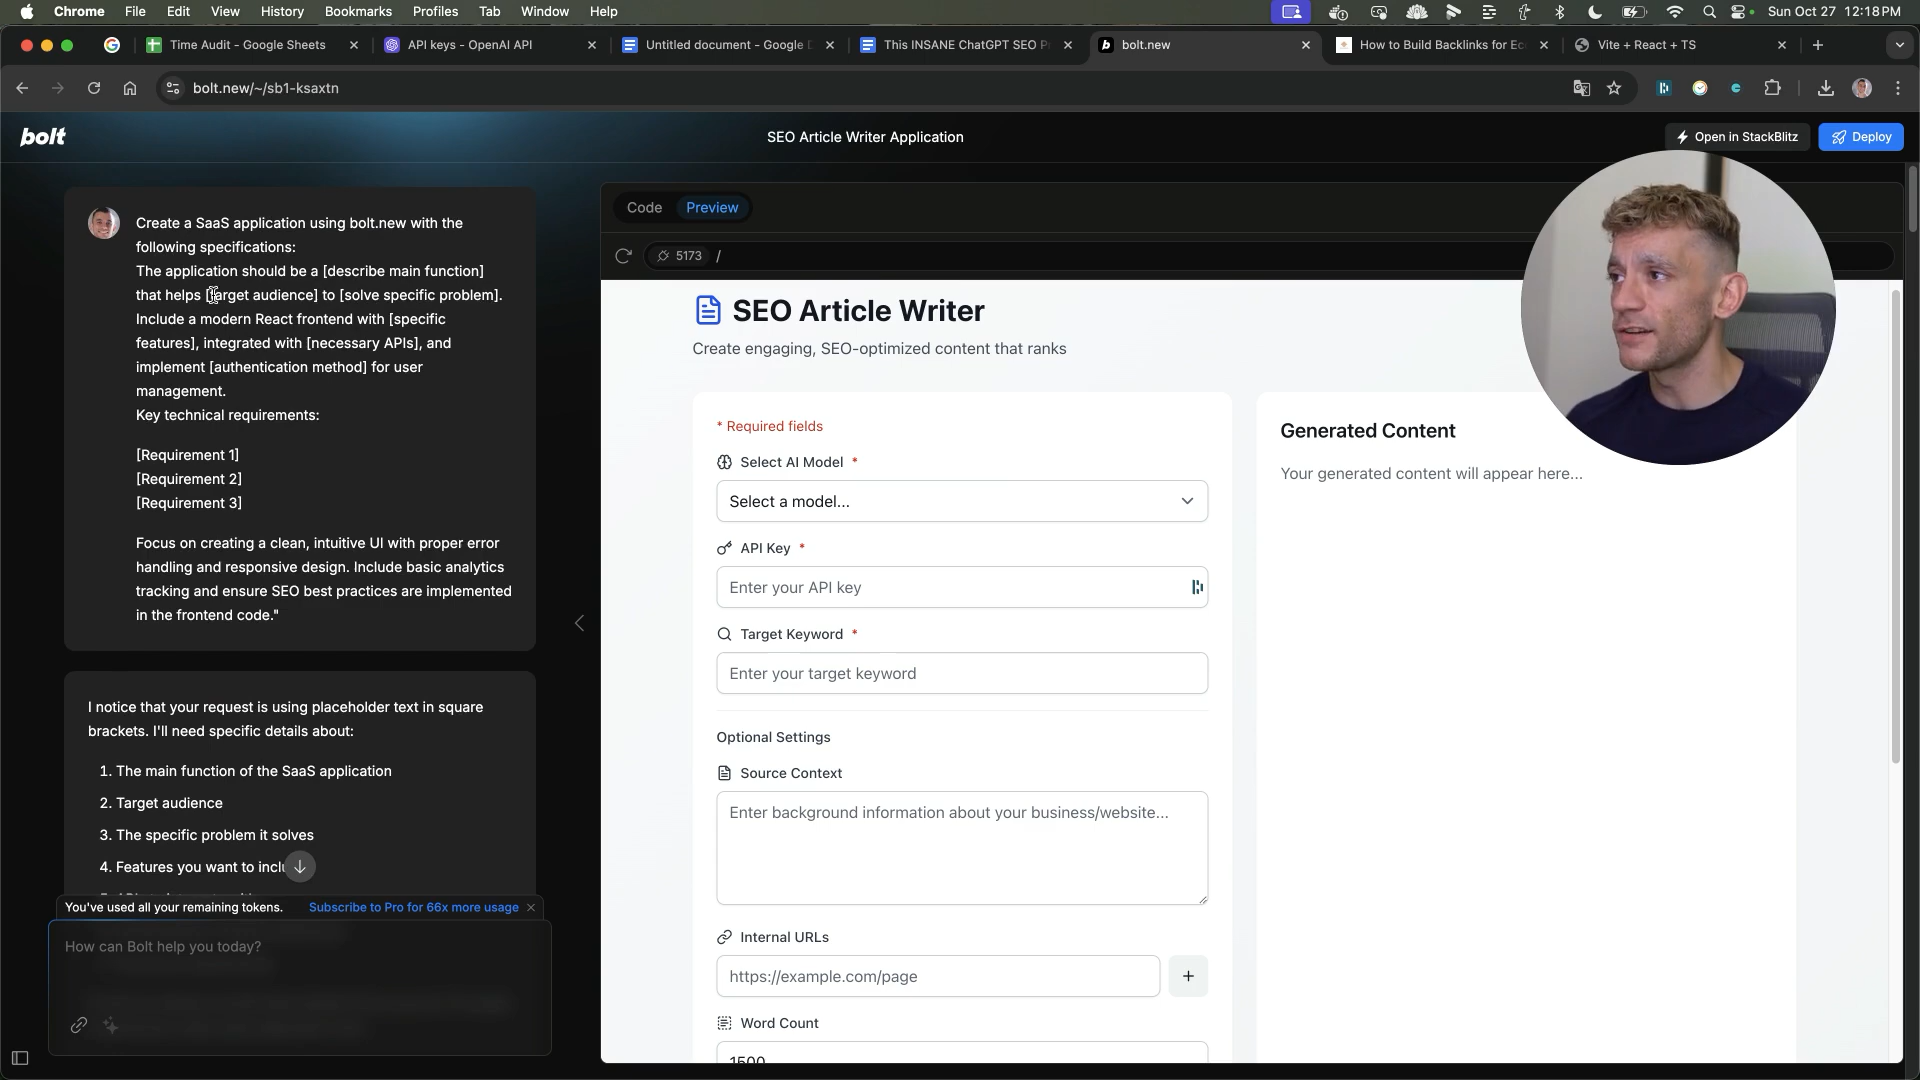 Chrome File Edit View History Bookmarks Profiles Tab Window Help Sun Oct 27 12:18 PM
Time Audit - Google Sheets API keys - OpenAI API Untitled document - Google D This INSANE ChatGPT SEO P bolt.new How to Build Backlinks for Ec Vite + React + TS
bolt.new/~/sb1-ksaxtn
bolt SEO Article Writer Application Open in StackBlitz Deploy
Create a SaaS application using bolt.new with the
following specifications:
The application should be a [describe main function]
that helps [target audience] to [solve specific problem].
Include a modern React frontend with [specific
features], integrated with [necessary APIs], and
implement [authentication method] for user
management.
Key technical requirements:
[Requirement 1]
[Requirement 2]
[Requirement 3]
Focus on creating a clean, intuitive UI with proper error
handling and responsive design. Include basic analytics
tracking and ensure SEO best practices are implemented
in the frontend code."
I notice that your request is using placeholder text in square
brackets. I'll need specific details about:
1. The main function of the SaaS application
2. Target audience
3. The specific problem it solves
4. Features you want to inclu
You've used all your remaining tokens. Subscribe to Pro for 66x more usage
How can Bolt help you today?
Code Preview
5173 /
SEO Article Writer
Create engaging, SEO-optimized content that ranks
* Required fields
Select AI Model *
Select a model...
API Key *
Enter your API key
Target Keyword *
Enter your target keyword
Optional Settings
Source Context
Enter background information about your business/website...
Internal URLs
https://example.com/page
+
Word Count
1500
Generated Content
Your generated content will appear here...